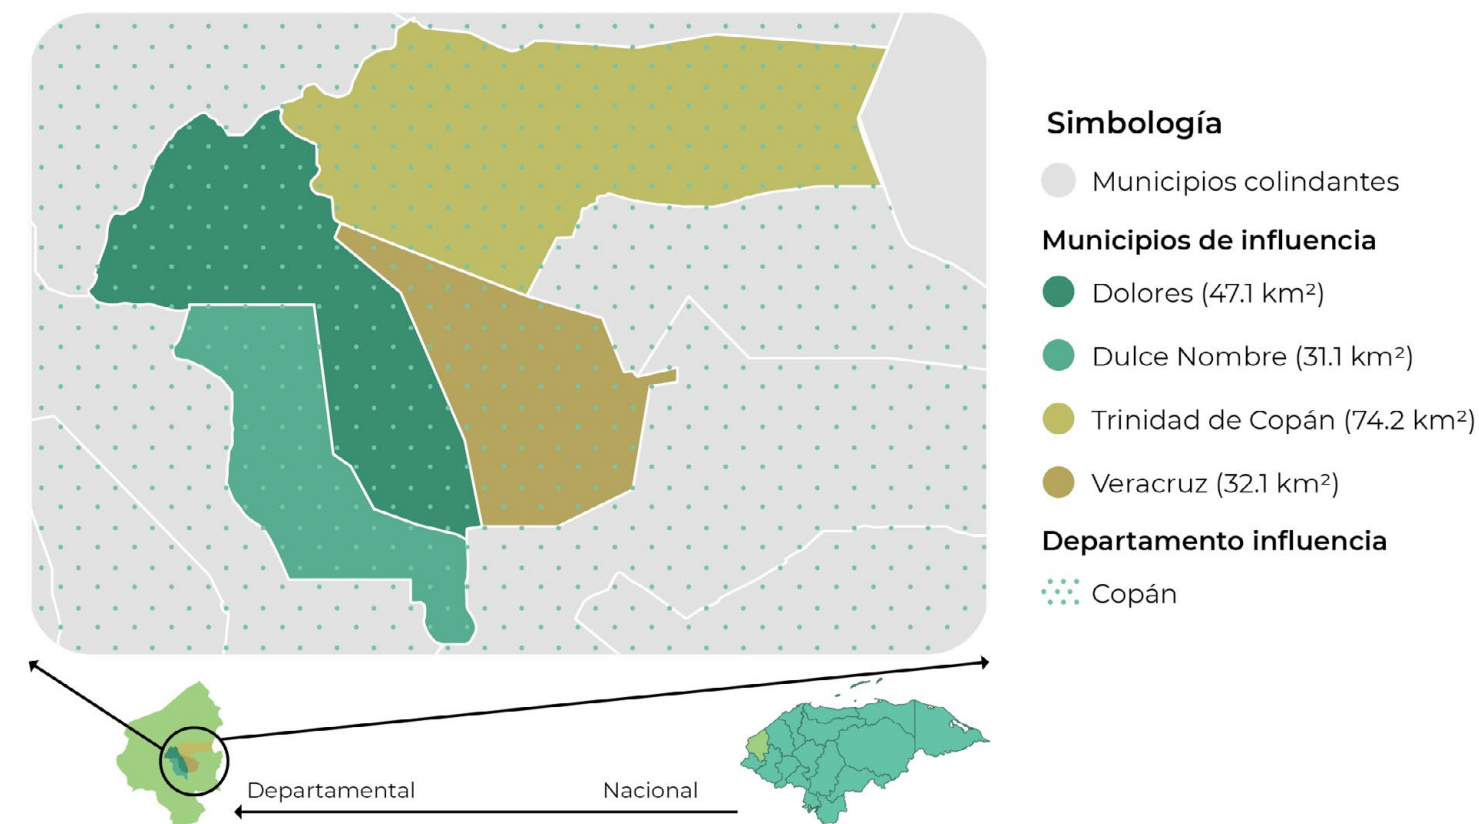 Simbología
Municipios colindantes
Municipios de influencia
Dolores (47.1 km²)
Dulce Nombre (31.1 km²)
Trinidad de Copán (74.2 km²)
Veracruz (32.1 km²)
Departamento influencia
Copán
Departamental
Nacional